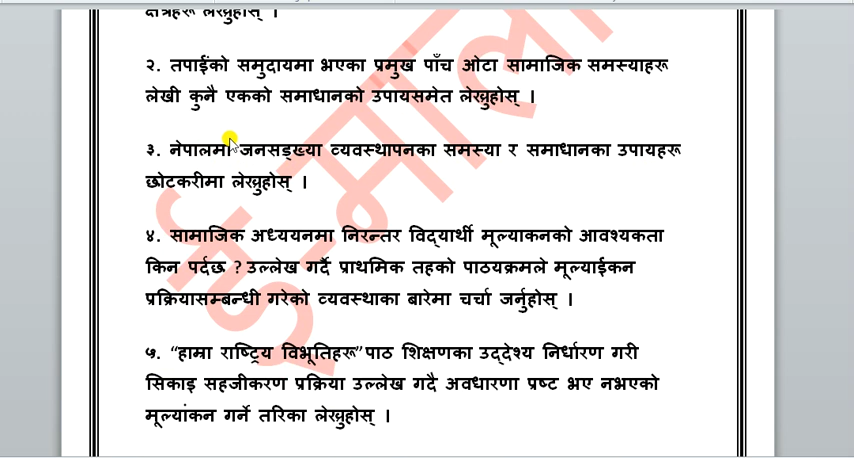 क्षेत्रहरू लेख्नुहोस् ।
२. तपाईंको समुदायमा भएका प्रमुख पाँच ओटा सामाजिक समस्याहरू
लेखी कुनै एकको समाधानको उपायसमेत लेख्नुहोस् ।
३. नेपालमा जनसङ्ख्या व्यवस्थापनका समस्या र समाधानका उपायहरू
छोटकरीमा लेख्नुहोस् ।
४. सामाजिक अध्ययनमा निरन्तर विद्यार्थी मूल्याकनको आवश्यकता
किन पर्दछ ? उल्लेख गर्दै प्राथमिक तहको पाठयक्रमले मूल्याईकन
प्रक्रियासम्बन्धी गरेको व्यवस्थाका बारेमा चर्चा जर्नुहोस् ।
५. “हाम्रा राष्ट्रिय विभूतिहरू” पाठ शिक्षणका उद्देश्य निर्धारण गरी
सिकाइ सहजीकरण प्रक्रिया उल्लेख गदै अवधारणा प्रष्ट भए नभएको
मूल्यांकन गर्ने तरिका लेख्नुहोस् ।